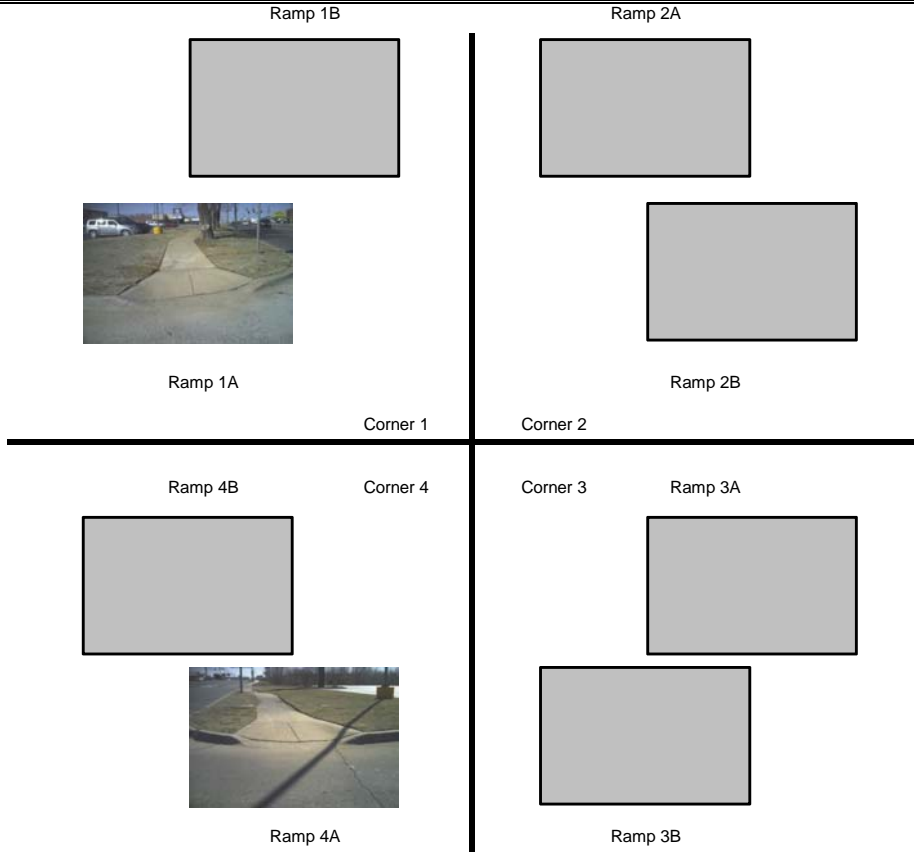 Ramp 1B Ramp 2A
Ramp 1A Ramp 2B
Corner 1 Corner 2
Ramp 4B Corner 4 Corner 3 Ramp 3A
Ramp 4A Ramp 3B